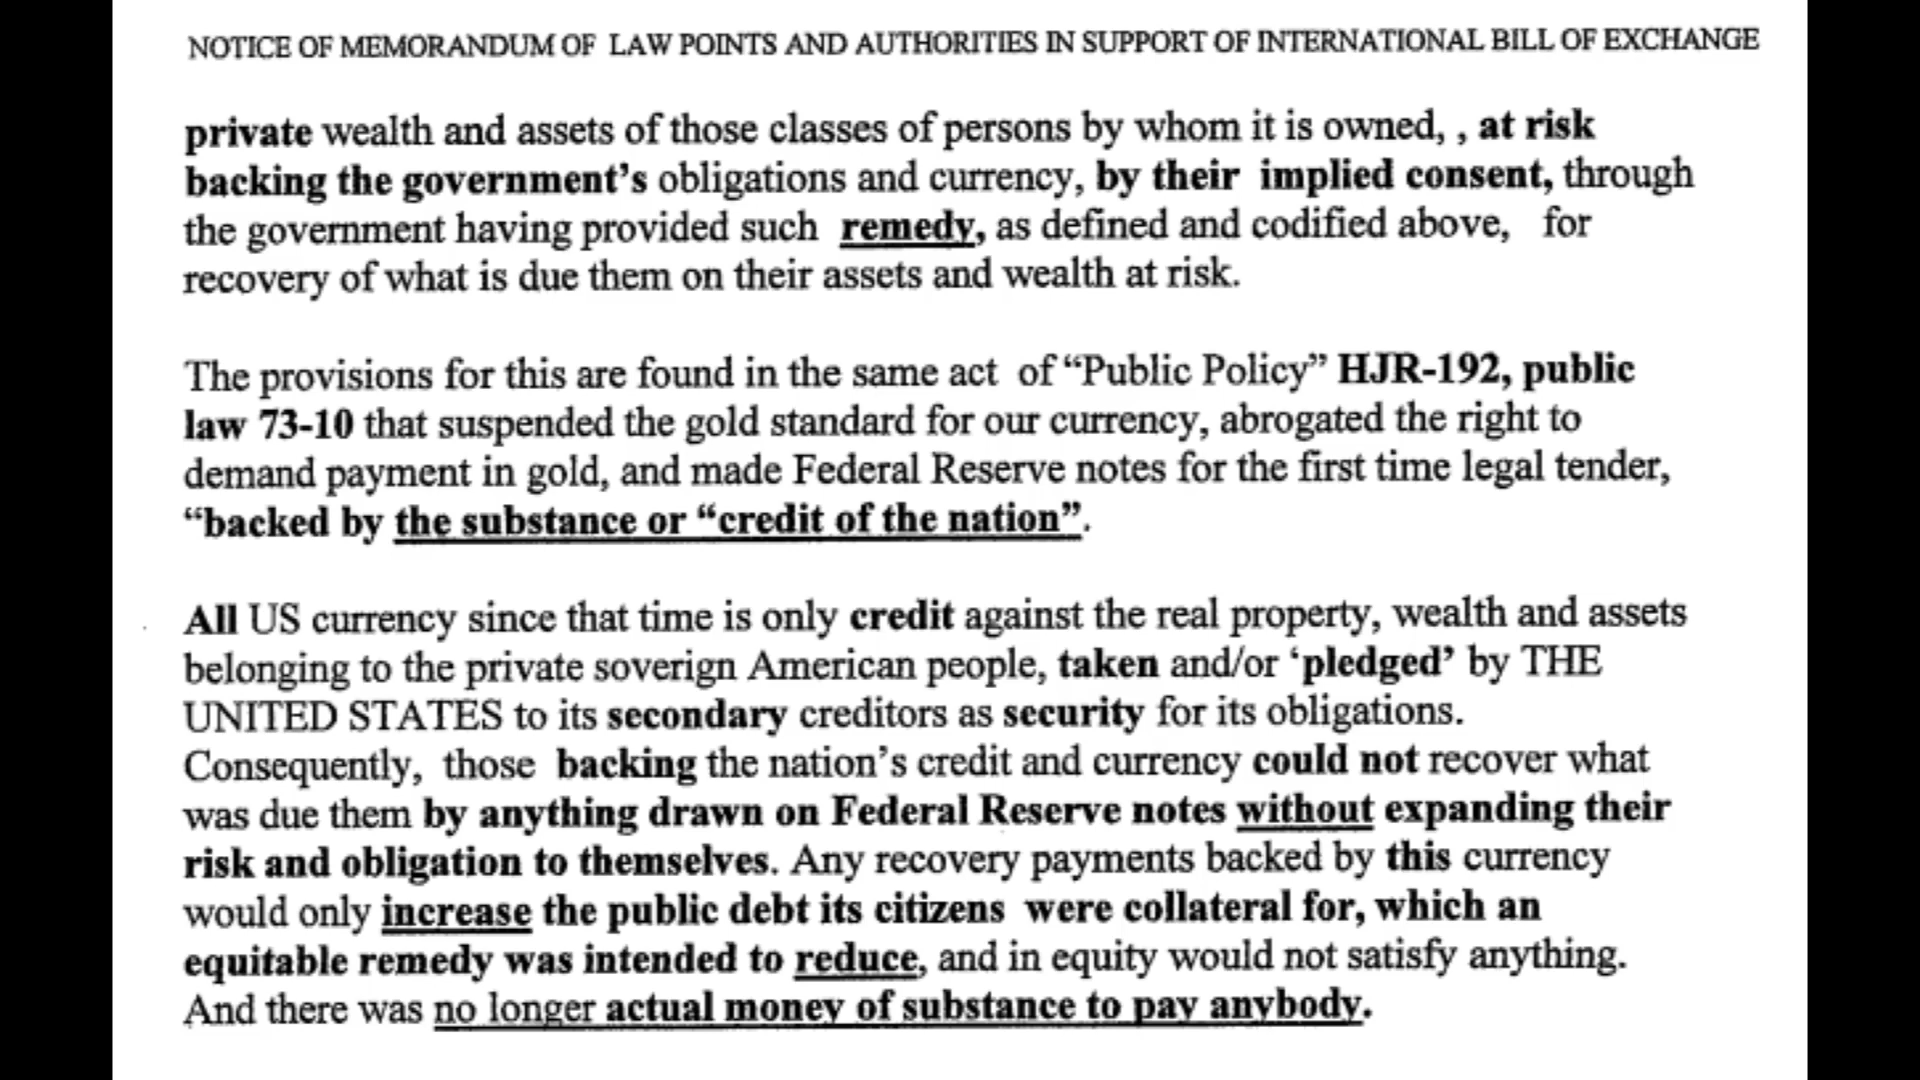 NOTICE OF MEMORANDUM OF LAW POINTS AND AUTHORITIES IN SUPPORT OF INTERNATIONAL BILL OF EXCHANGE
private wealth and assets of those classes of persons by whom it is owned, , at risk
backing the government’s obligations and currency, by their implied consent, through
the government having provided such remedy, as defined and codified above, for
recovery of what is due them on their assets and wealth at risk.
The provisions for this are found in the same act of “Public Policy” HJR-192, public
law 73-10 that suspended the gold standard for our currency, abrogated the right to
demand payment in gold, and made Federal Reserve notes for the first time legal tender,
“backed by the substance or “credit of the nation”.
All US currency since that time is only credit against the real property, wealth and assets
belonging to the private soverign American people, taken and/or ‘pledged’ by THE
UNITED STATES to its secondary creditors as security for its obligations.
Consequently, those backing the nation’s credit and currency could not recover what
was due them by anything drawn on Federal Reserve notes without expanding their
risk and obligation to themselves. Any recovery payments backed by this currency
would only increase the public debt its citizens were collateral for, which an
equitable remedy was intended to reduce, and in equity would not satisfy anything.
And there was no longer actual money of substance to pay anybody.